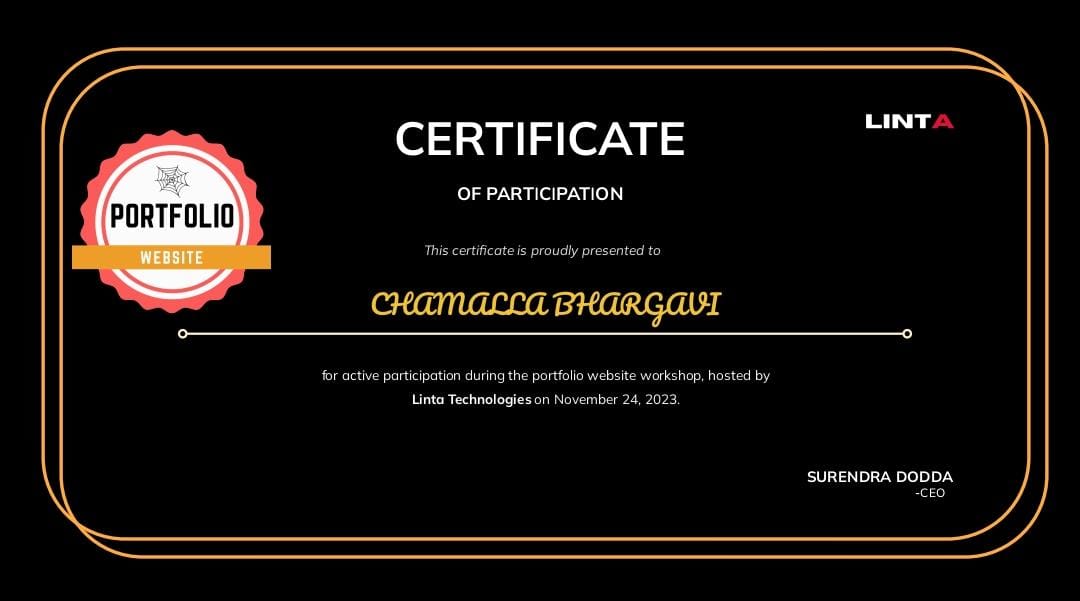 CERTIFICATE
LINTA
OF PARTICIPATION
PORTFOLIO
WEBSITE
This certificate is proudly presented to
CHAMALLA BHARGAVI
for active participation during the portfolio website workshop, hosted by
Linta Technologies on November 24, 2023.
SURENDRA DODDA
-CEO